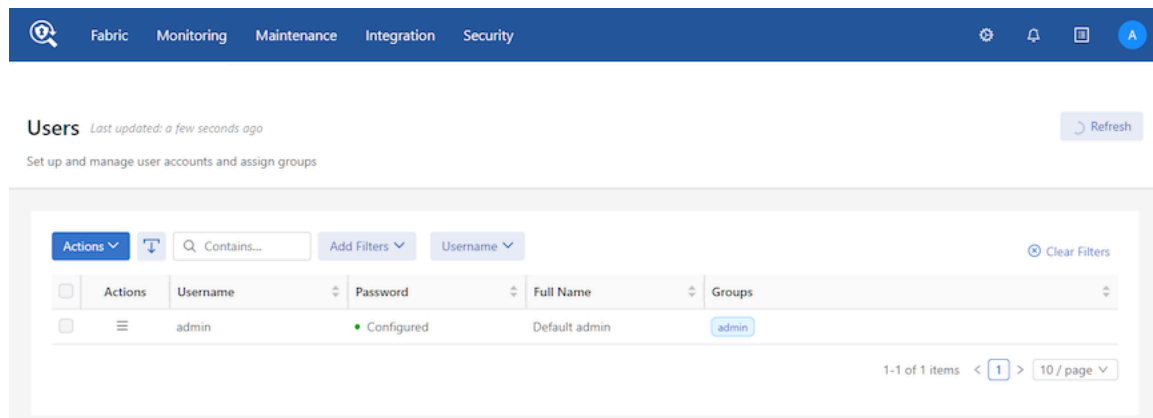 Fabric Monitoring Maintenance Integration Security A
Users Last updated: a few seconds ago Refresh
Set up and manage user accounts and assign groups
Actions Contains... Add Filters Username Clear Filters
Actions Username Password Full Name Groups
admin Configured Default admin admin
1-1 of 1 items < 1 > 10 / page